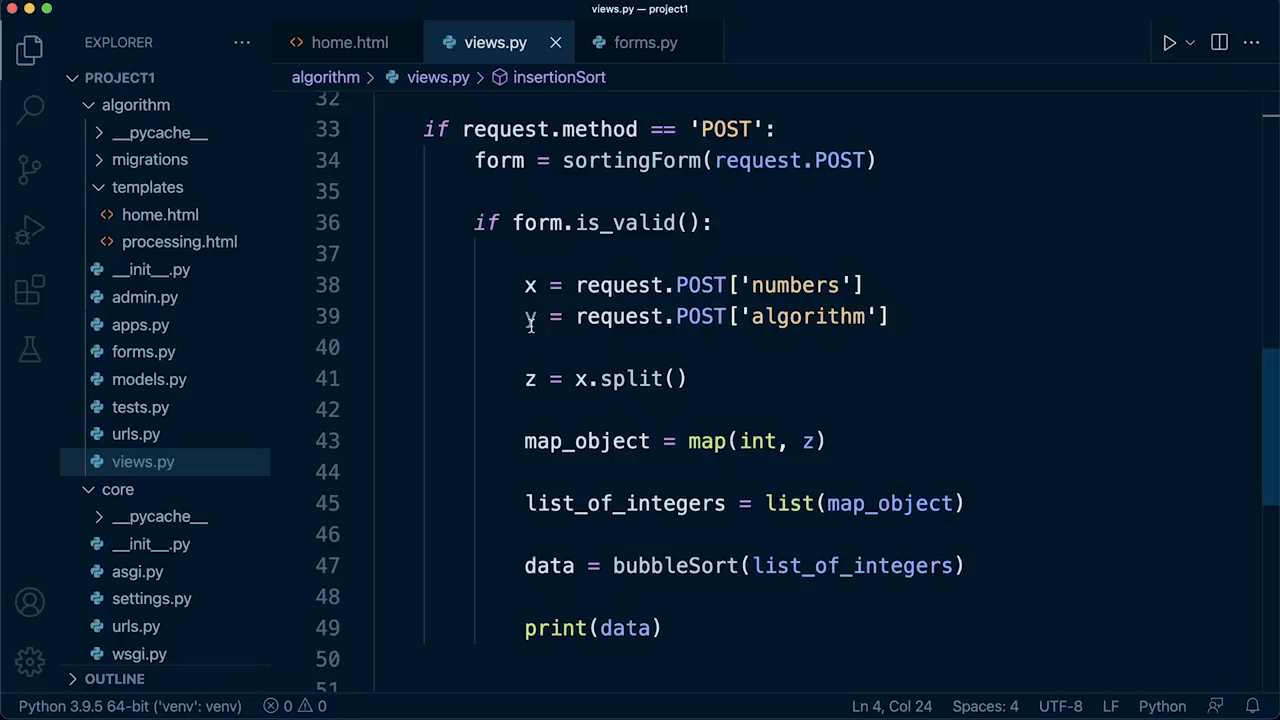 views.py — project1
EXPLORER
home.html
views.py
forms.py
PROJECT1
algorithm > views.py > insertionSort
algorithm
__pycache__
migrations
templates
home.html
processing.html
__init__.py
admin.py
apps.py
forms.py
models.py
tests.py
urls.py
views.py
core
__pycache__
__init__.py
asgi.py
settings.py
urls.py
wsgi.py
OUTLINE
32
33 if request.method == 'POST':
34 form = sortingForm(request.POST)
35
36 if form.is_valid():
37
38 x = request.POST['numbers']
39 y = request.POST['algorithm']
40
41 z = x.split()
42
43 map_object = map(int, z)
44
45 list_of_integers = list(map_object)
46
47 data = bubbleSort(list_of_integers)
48
49 print(data)
50
51
Python 3.9.5 64-bit ('venv': venv) 0 0 Ln 4, Col 24 Spaces: 4 UTF-8 LF Python